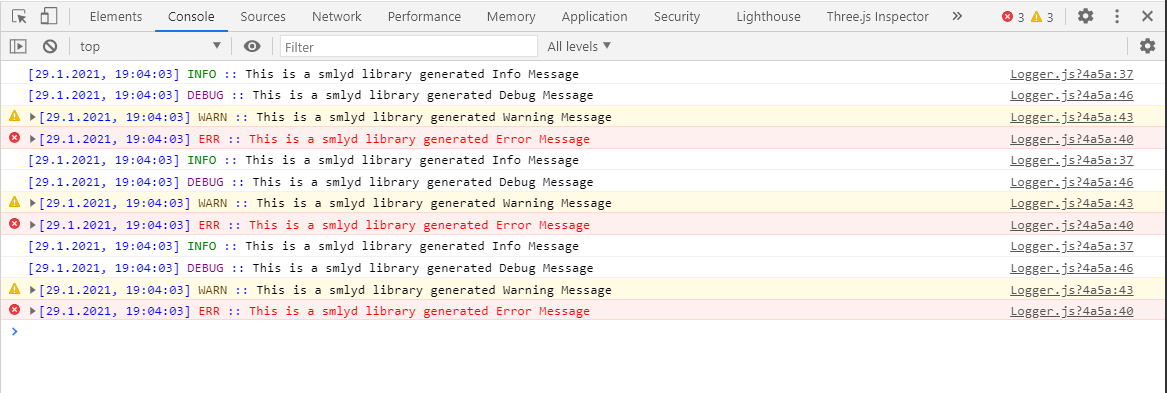 Elements Console Sources Network Performance Memory Application Security Lighthouse Three.js Inspector » 3 3
top Filter All levels
[29.1.2021, 19:04:03] INFO :: This is a smlyd library generated Info Message Logger.js?4a5a:37
[29.1.2021, 19:04:03] DEBUG :: This is a smlyd library generated Debug Message Logger.js?4a5a:46
[29.1.2021, 19:04:03] WARN :: This is a smlyd library generated Warning Message Logger.js?4a5a:43
[29.1.2021, 19:04:03] ERR :: This is a smlyd library generated Error Message Logger.js?4a5a:40
[29.1.2021, 19:04:03] INFO :: This is a smlyd library generated Info Message Logger.js?4a5a:37
[29.1.2021, 19:04:03] DEBUG :: This is a smlyd library generated Debug Message Logger.js?4a5a:46
[29.1.2021, 19:04:03] WARN :: This is a smlyd library generated Warning Message Logger.js?4a5a:43
[29.1.2021, 19:04:03] ERR :: This is a smlyd library generated Error Message Logger.js?4a5a:40
[29.1.2021, 19:04:03] INFO :: This is a smlyd library generated Info Message Logger.js?4a5a:37
[29.1.2021, 19:04:03] DEBUG :: This is a smlyd library generated Debug Message Logger.js?4a5a:46
[29.1.2021, 19:04:03] WARN :: This is a smlyd library generated Warning Message Logger.js?4a5a:43
[29.1.2021, 19:04:03] ERR :: This is a smlyd library generated Error Message Logger.js?4a5a:40